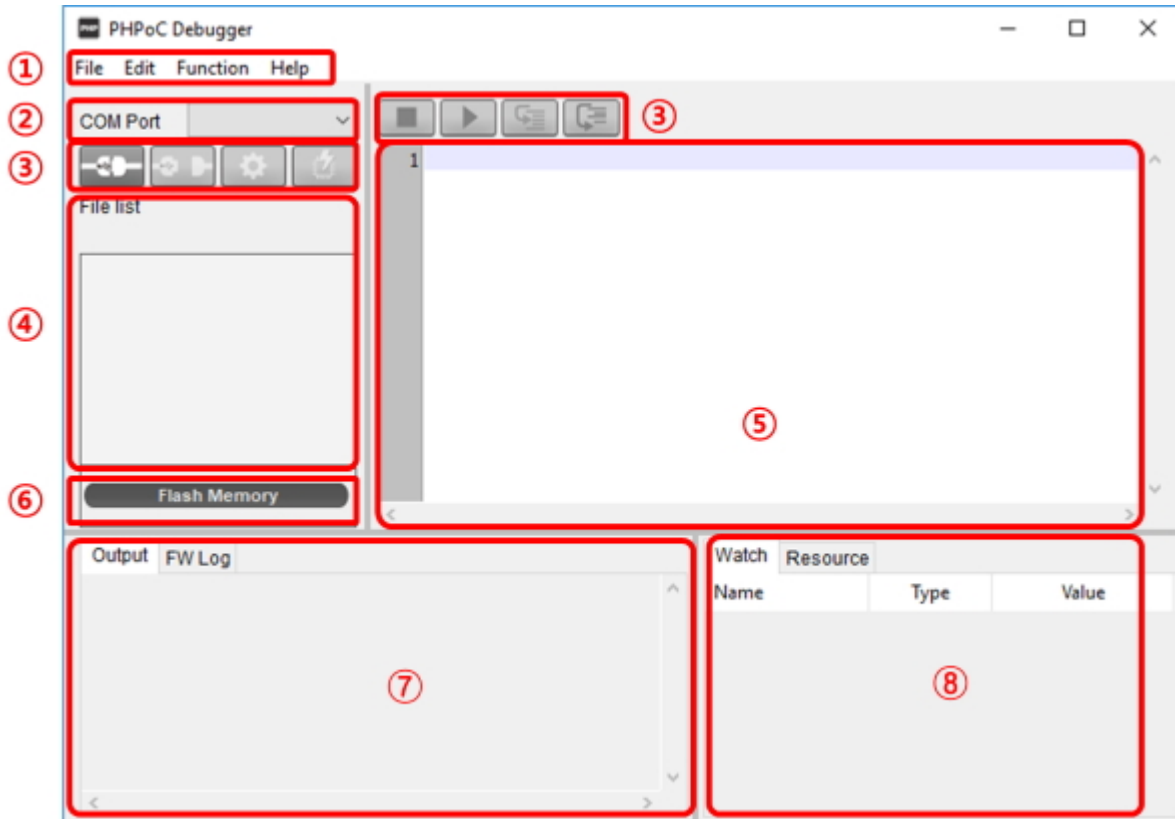 PHP PHPoC Debugger
① File Edit Function Help
② COM Port
③
③
1
File list
④
⑤
⑥ Flash Memory
Output FW Log
Watch Resource
Name Type Value
⑦
⑧